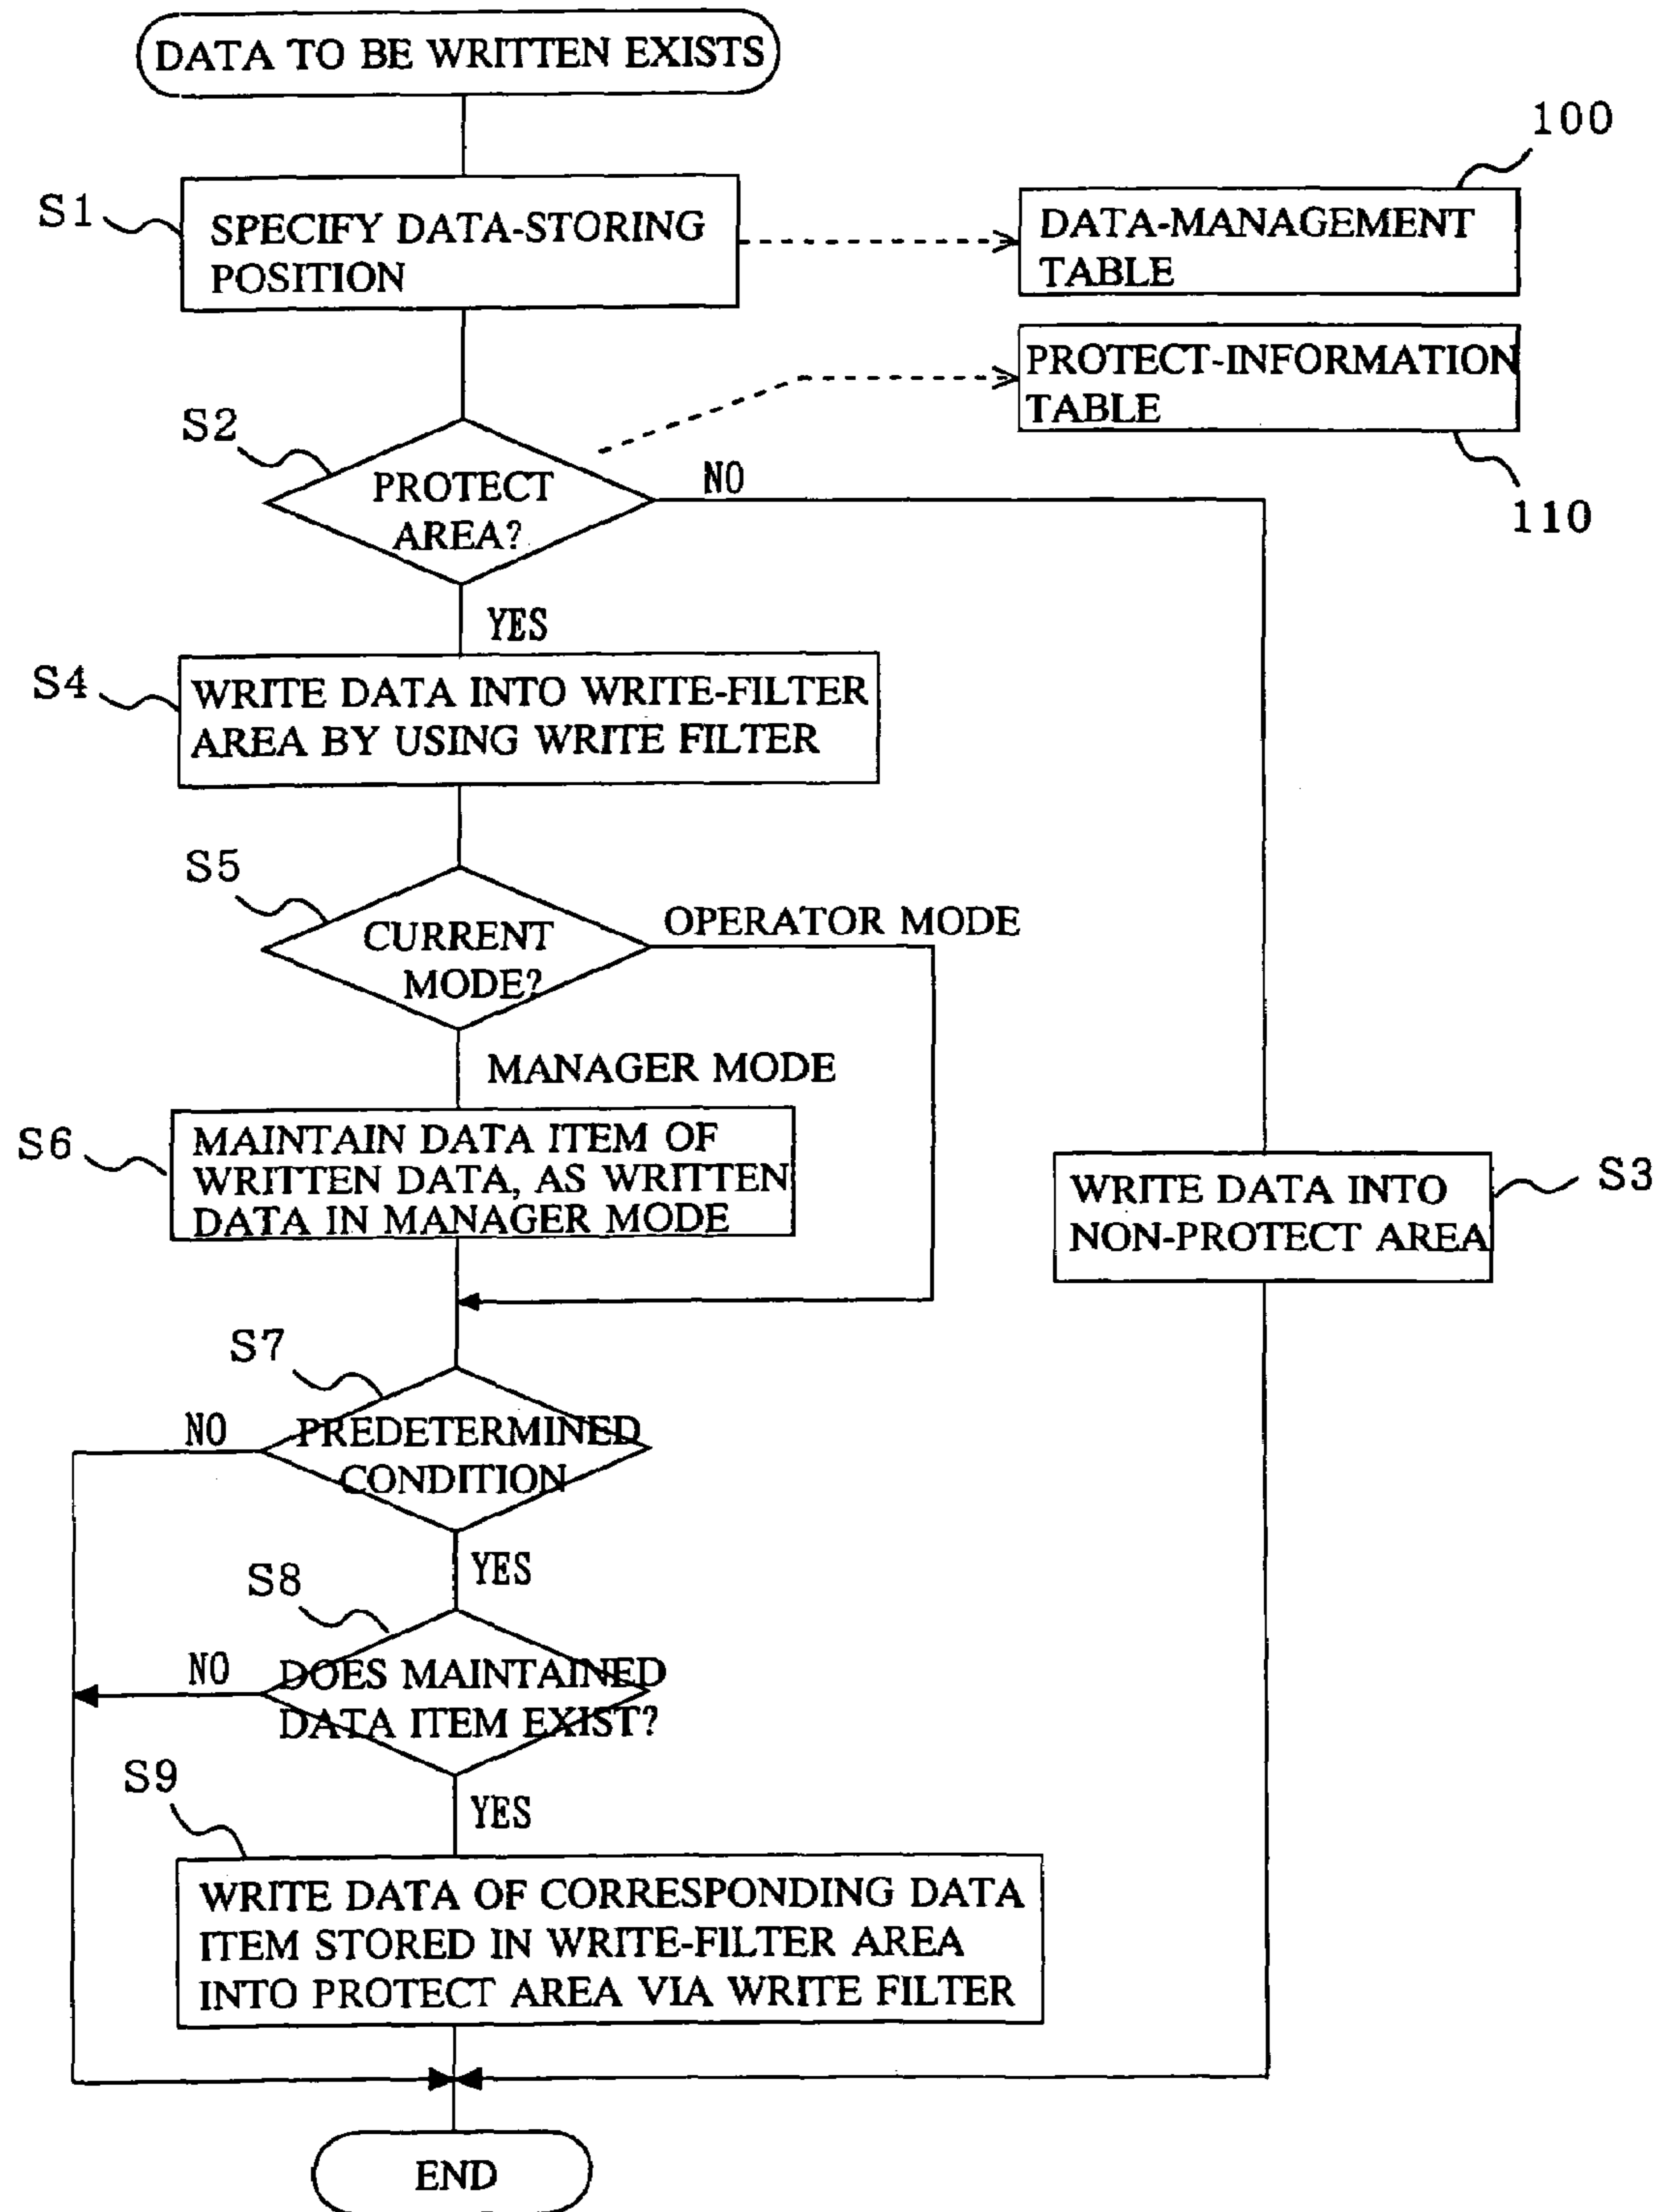 DATA TO BE WRITTEN EXISTS
100
S1
SPECIFY DATA-STORING
POSITION
DATA-MANAGEMENT
TABLE
PROTECT-INFORMATION
TABLE
110
S2
PROTECT
AREA?
NO
YES
S4
WRITE DATA INTO WRITE-FILTER
AREA BY USING WRITE FILTER
S5
CURRENT
MODE?
OPERATOR MODE
MANAGER MODE
S6
MAINTAIN DATA ITEM OF
WRITTEN DATA, AS WRITTEN
DATA IN MANAGER MODE
S3
WRITE DATA INTO
NON-PROTECT AREA
S7
NO
PREDETERMINED
CONDITION
YES
S8
NO
DOES MAINTAINED
DATA ITEM EXIST?
YES
S9
WRITE DATA OF CORRESPONDING DATA
ITEM STORED IN WRITE-FILTER AREA
INTO PROTECT AREA VIA WRITE FILTER
END